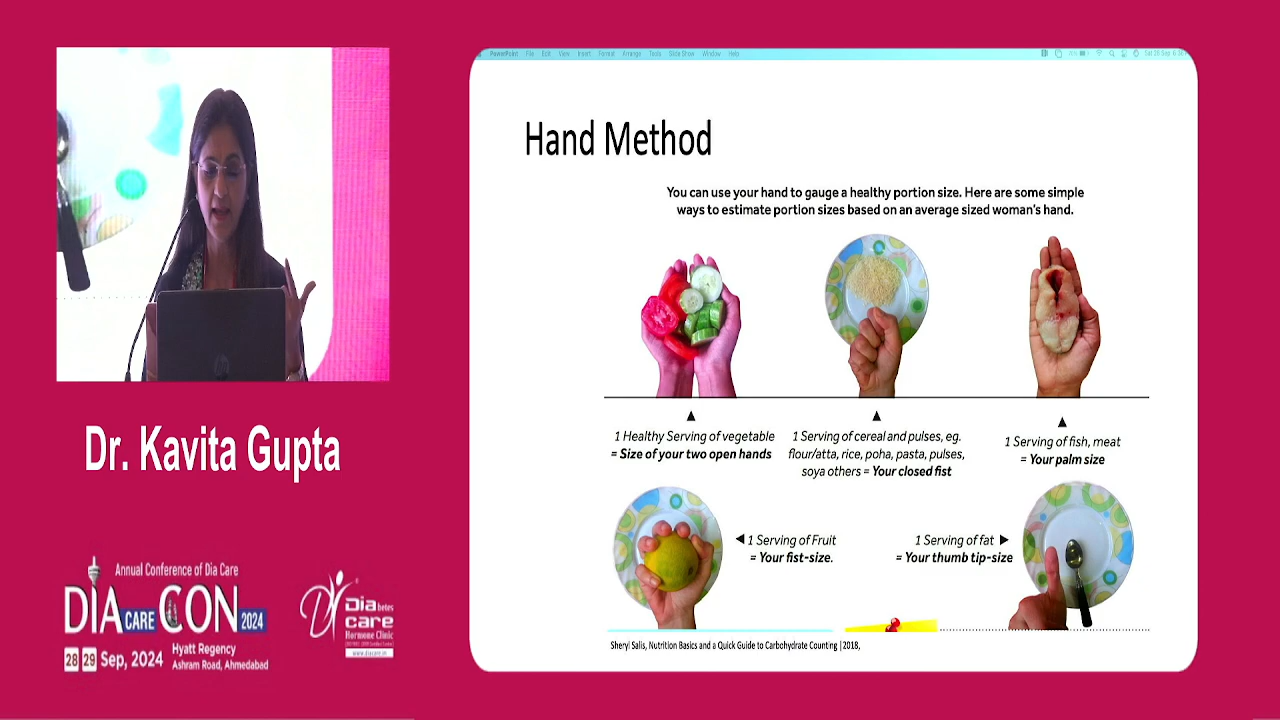 PowerPoint File Edit View Insert Format Arrange Tools Slide Show Window Help
Hand Method
You can use your hand to gauge a healthy portion size. Here are some simple
ways to estimate portion sizes based on an average sized woman's hand.
1 Healthy Serving of vegetable
= Size of your two open hands
1 Serving of cereal and pulses, eg.
flour/atta, rice, poha, pasta, pulses,
soya others = Your closed fist
1 Serving of fish, meat
= Your palm size
1 Serving of Fruit
= Your fist-size.
1 Serving of fat
= Your thumb tip-size
Sheryl Salis, Nutrition Basics and a Quick Guide to Carbohydrate Counting | 2018,
Dr. Kavita Gupta
Annual Conference of Dia Care
DIA CARE CON 2024
28 29 Sep, 2024
Hyatt Regency
Ashram Road, Ahmedabad
Diabetes
care
Hormone Clinic
www.diacare.in